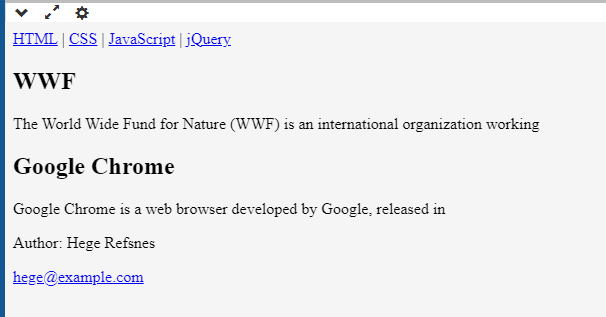 HTML | CSS | JavaScript | jQuery
WWF
The World Wide Fund for Nature (WWF) is an international organization working
Google Chrome
Google Chrome is a web browser developed by Google, released in
Author: Hege Refsnes
hege@example.com